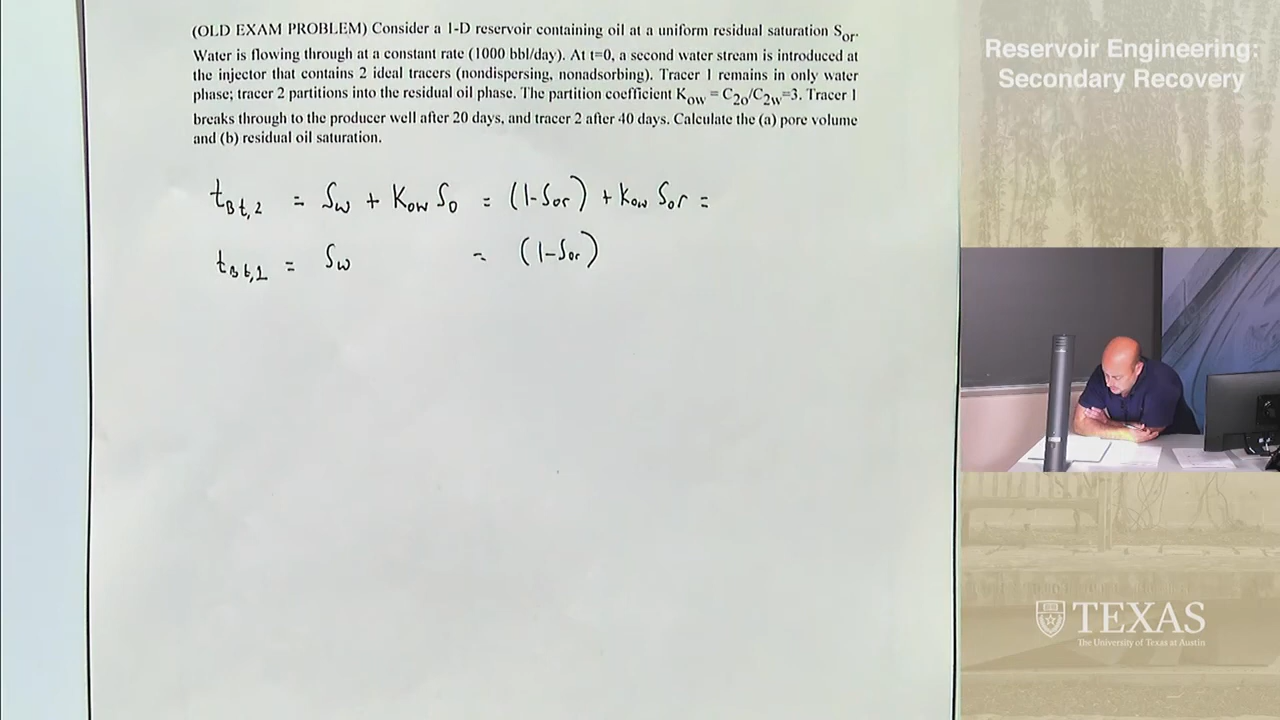 (OLD EXAM PROBLEM) Consider a 1-D reservoir containing oil at a uniform residual saturation Sor.
Water is flowing through at a constant rate (1000 bbl/day). At t=0, a second water stream is introduced at
the injector that contains 2 ideal tracers (nondispersing, nonadsorbing). Tracer 1 remains in only water
phase; tracer 2 partitions into the residual oil phase. The partition coefficient Kow = C2o/C2w=3. Tracer 1
breaks through to the producer well after 20 days, and tracer 2 after 40 days. Calculate the (a) pore volume
and (b) residual oil saturation.
tBt,2 = Sw + Kow So = (1-Sor) + Kow Sor =
tBt,1 = Sw = (1-Sor)
Reservoir Engineering:
Secondary Recovery
TEXAS
The University of Texas at Austin